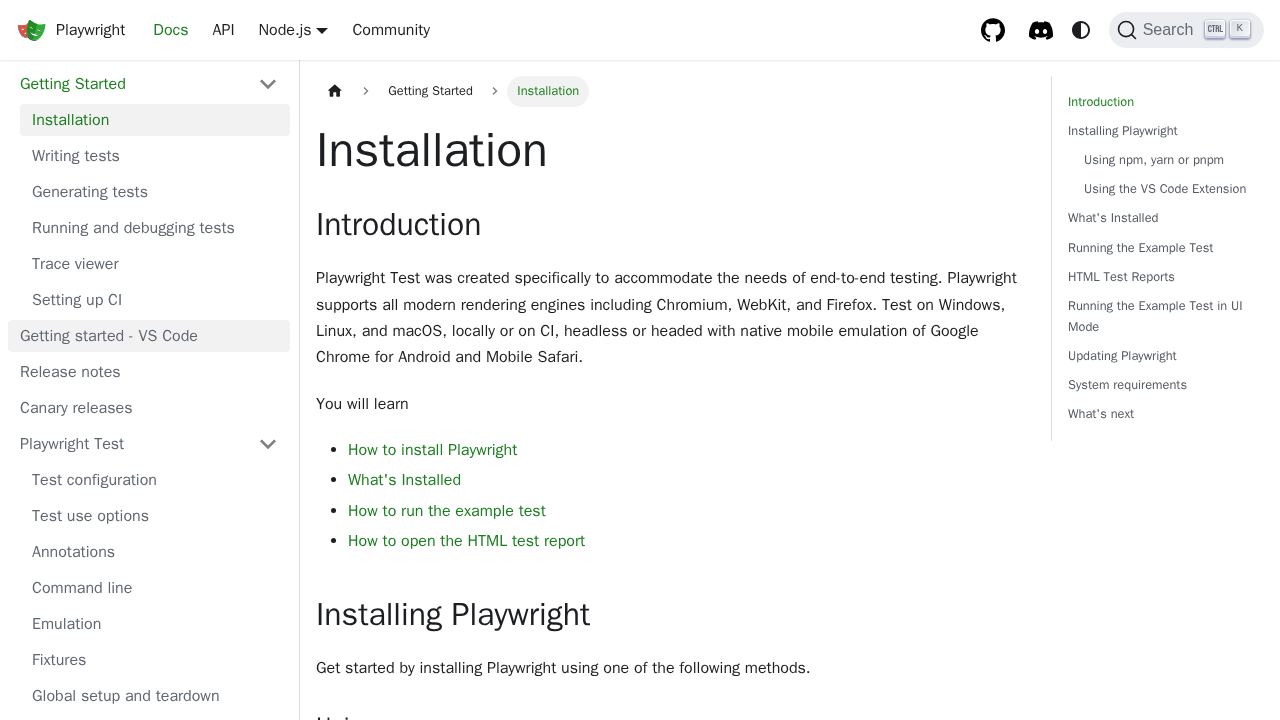 Playwright
Docs
API
Node.js
Community
Search
CTRL
K
Getting Started
Installation
Writing tests
Generating tests
Running and debugging tests
Trace viewer
Setting up CI
Getting started - VS Code
Release notes
Canary releases
Playwright Test
Test configuration
Test use options
Annotations
Command line
Emulation
Fixtures
Global setup and teardown
Getting Started
Installation
Installation
Introduction
Playwright Test was created specifically to accommodate the needs of end-to-end testing. Playwright
supports all modern rendering engines including Chromium, WebKit, and Firefox. Test on Windows,
Linux, and macOS, locally or on CI, headless or headed with native mobile emulation of Google
Chrome for Android and Mobile Safari.
You will learn
How to install Playwright
What's Installed
How to run the example test
How to open the HTML test report
Installing Playwright
Get started by installing Playwright using one of the following methods.
Introduction
Installing Playwright
Using npm, yarn or pnpm
Using the VS Code Extension
What's Installed
Running the Example Test
HTML Test Reports
Running the Example Test in UI
Mode
Updating Playwright
System requirements
What's next